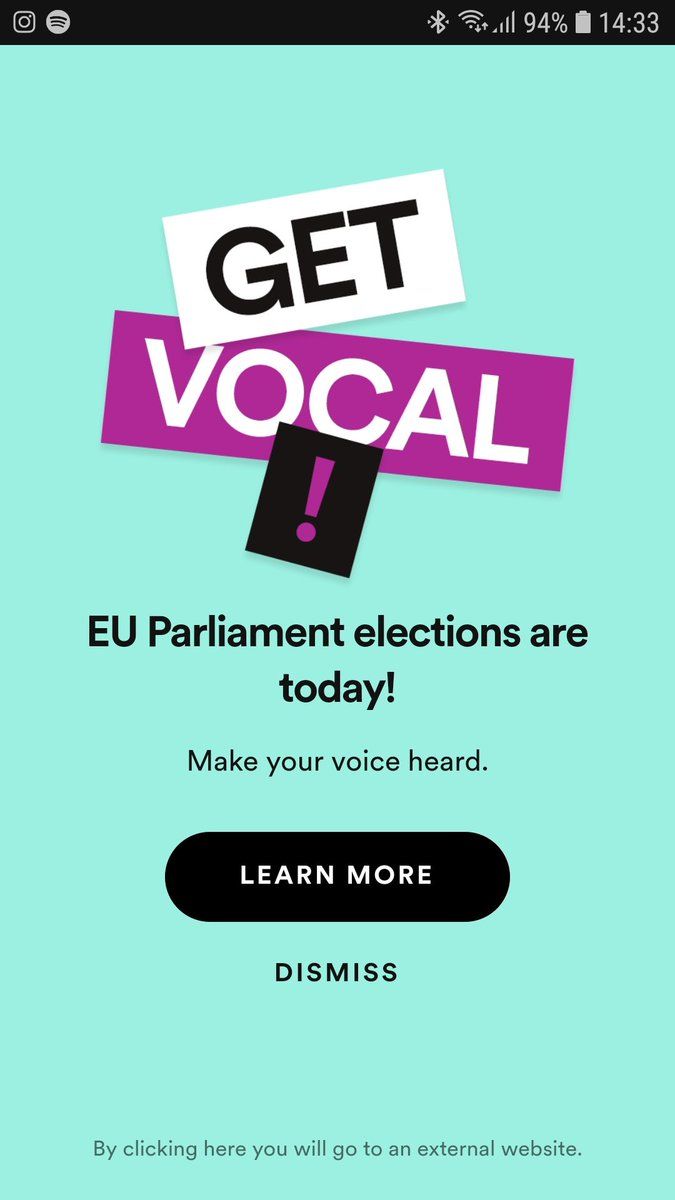 94% 14:33
GET
VOCAL
!
EU Parliament elections are
today!
Make your voice heard.
LEARN MORE
DISMISS
By clicking here you will go to an external website.